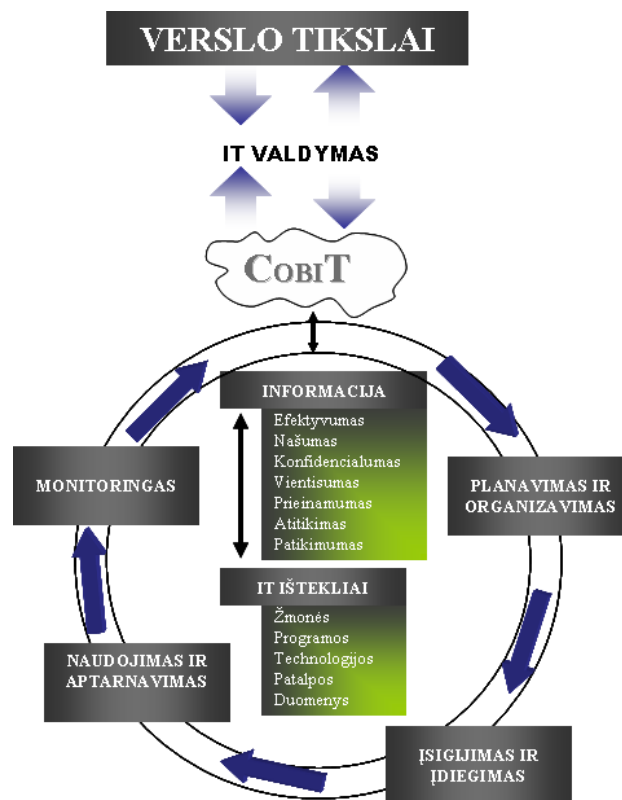 VERSLO TIKSLAI
IT VALDYMAS
COBIT
INFORMACIJA
Efektyvumas
Našumas
Konfidencialumas
Vientisumas
Prieinamumas
Atitikimas
Patikimumas
MONITORINGAS
PLANAVIMAS IR
ORGANIZAVIMAS
IT IŠTEKLIAI
Žmonės
Programos
Technologijos
Patalpos
Duomenys
NAUDOJIMAS IR
APTARNAVIMAS
ĮSIGIJIMAS IR
ĮDIEGIMAS